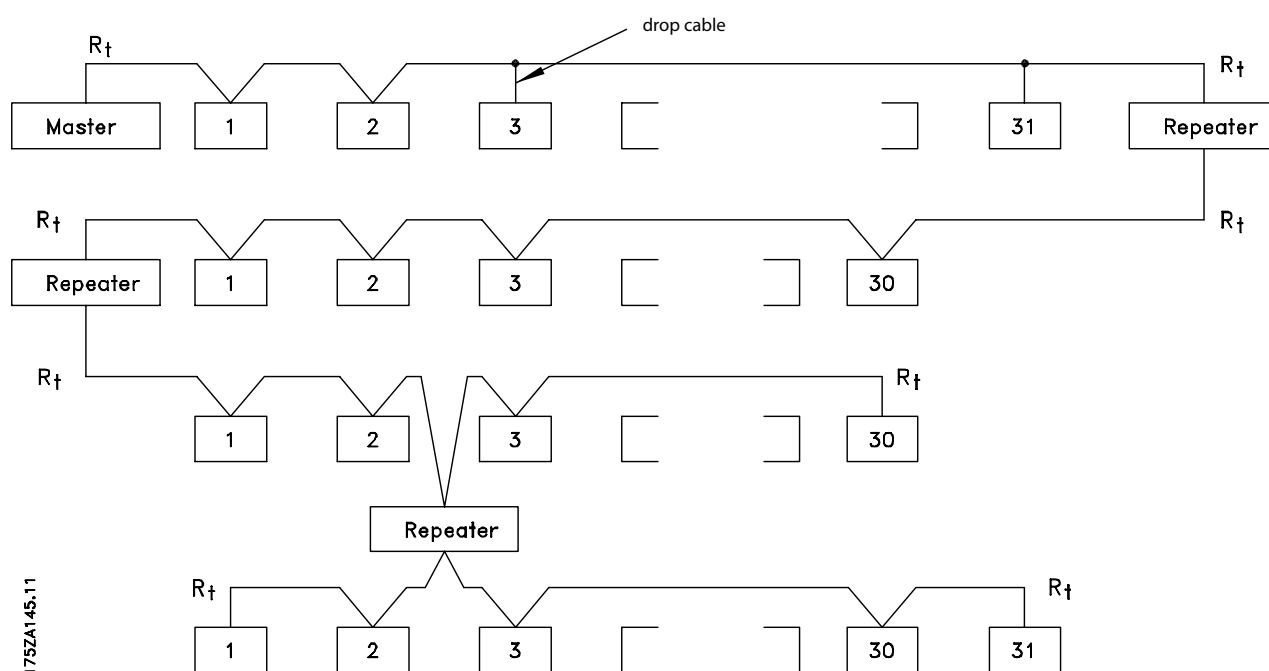 drop cable
Rt Rt
Master 1 2 3 31 Repeater
Rt Rt
Repeater 1 2 3 30
Rt Rt
1 2 3 30
Repeater
Rt Rt
1 2 3 30 31
175ZA145.11